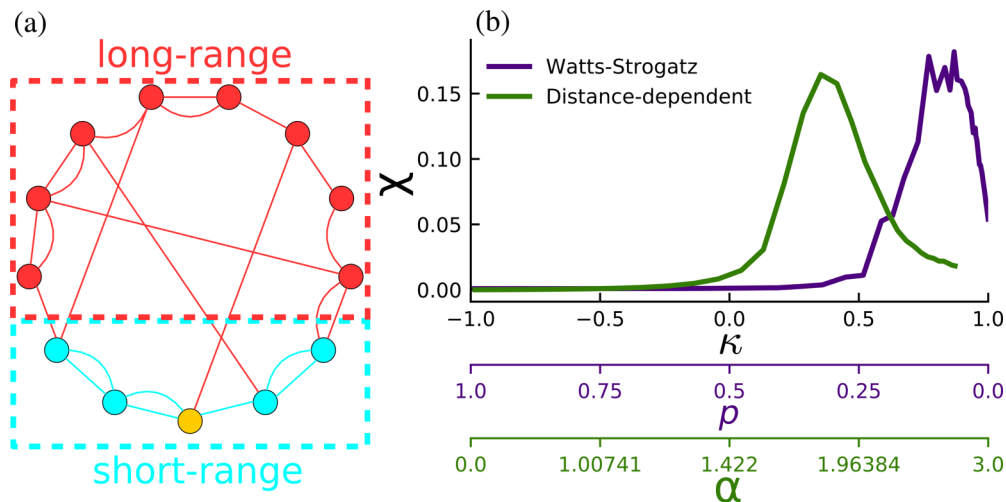 (a)
long-range
short-range
(b)
Watts-Strogatz
Distance-dependent
χ
0.15
0.10
0.05
0.00
−1.0 −0.5 0.0 0.5 1.0
κ
1.0 0.75 0.5 0.25 0.0
p
0.0 1.00741 1.422 1.96384 3.0
α